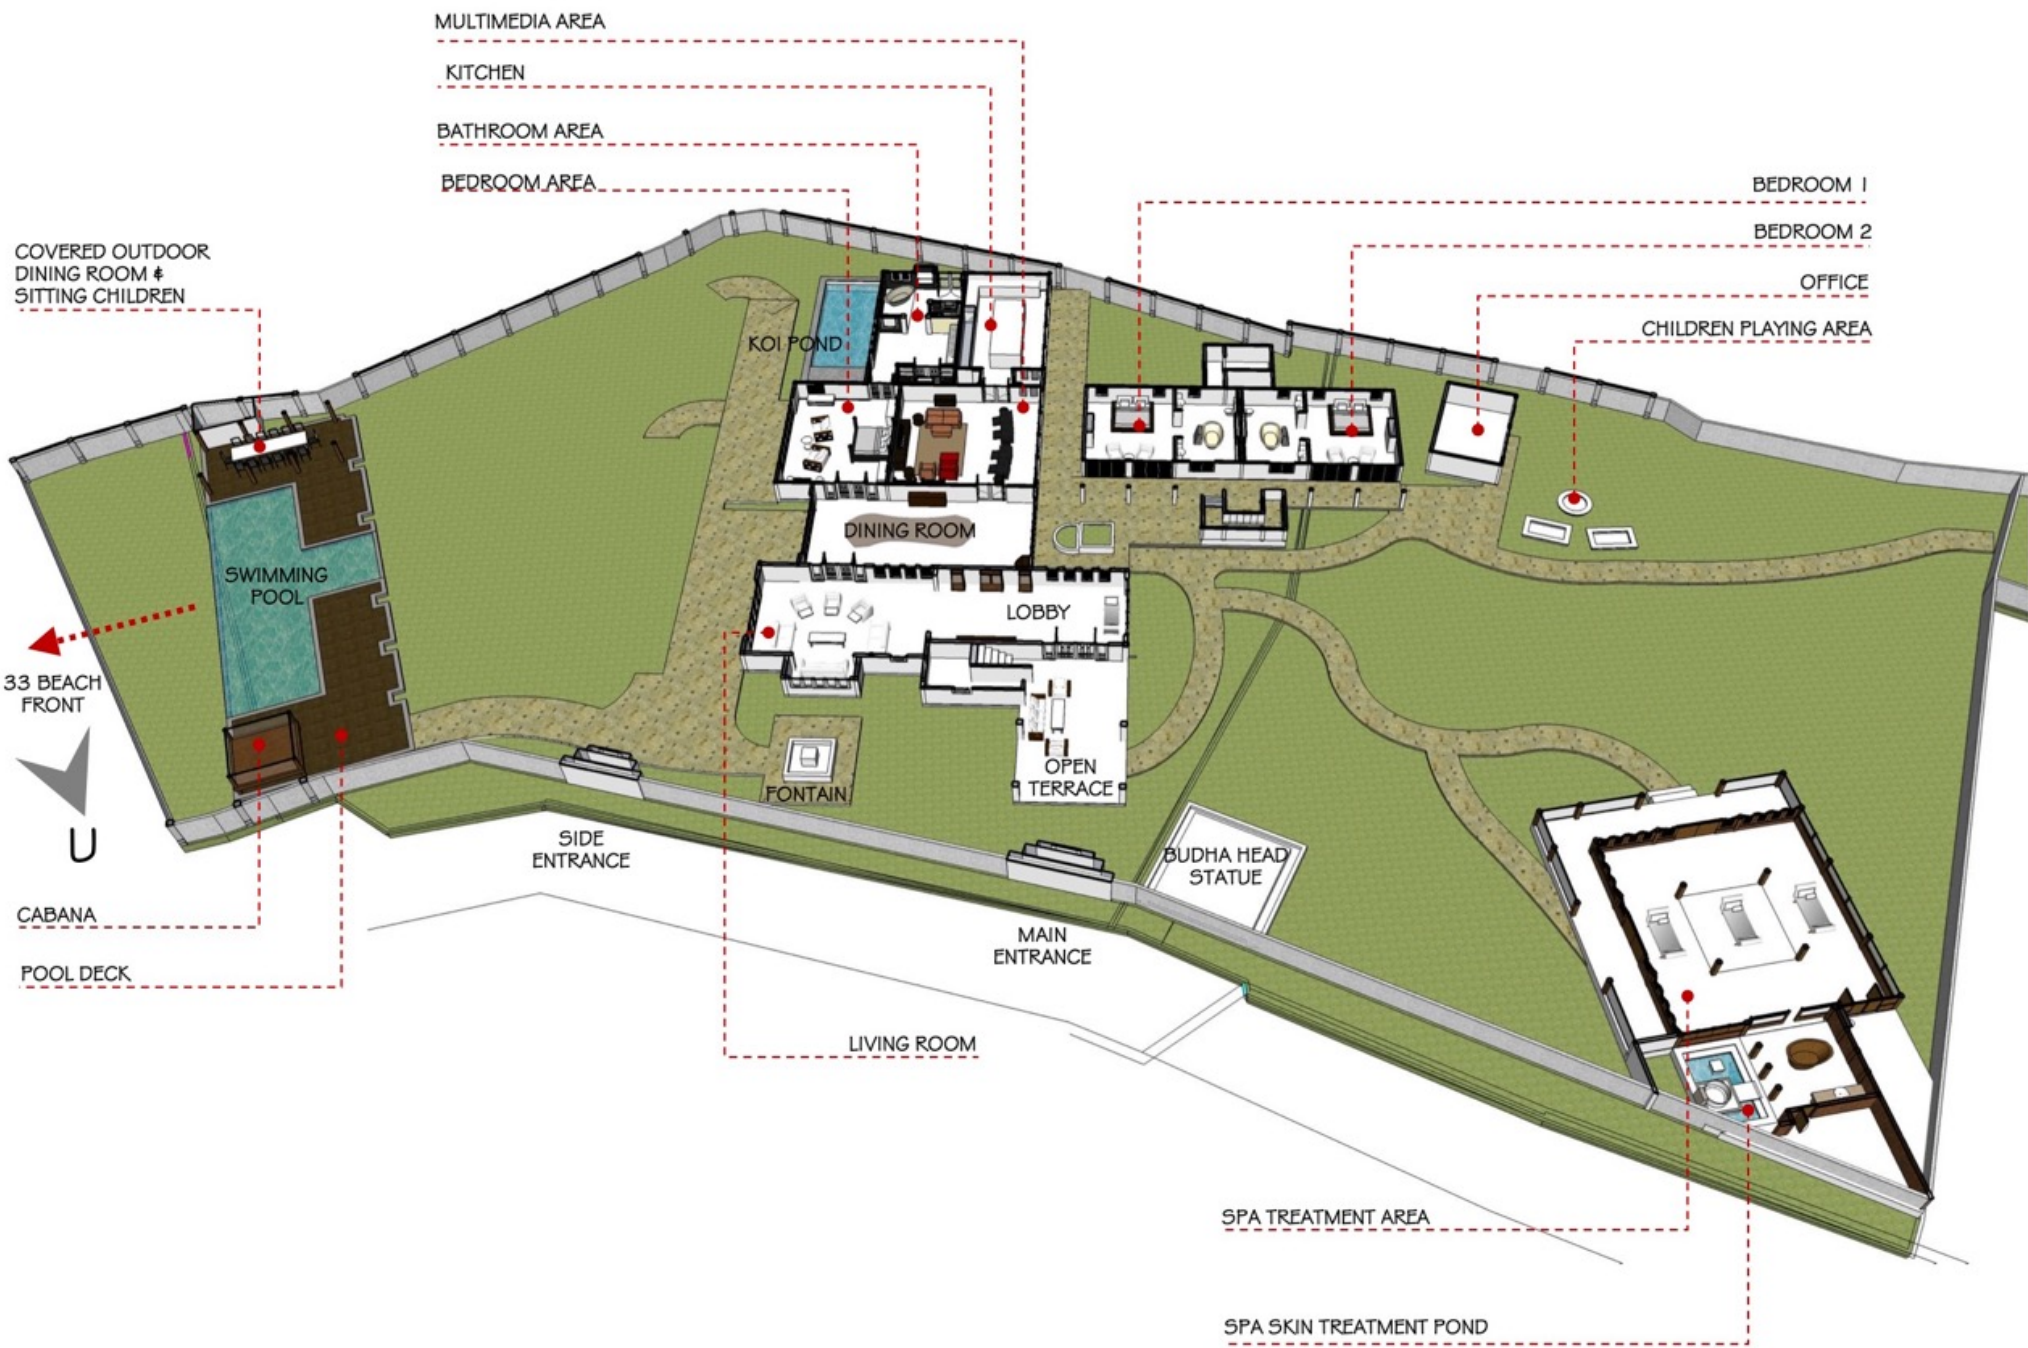 MULTIMEDIA AREA
KITCHEN
BATHROOM AREA
BEDROOM AREA
BEDROOM 1
BEDROOM 2
OFFICE
CHILDREN PLAYING AREA
COVERED OUTDOOR
DINING ROOM &
SITTING CHILDREN
KOI POND
DINING ROOM
SWIMMING
POOL
LOBBY
33 BEACH
FRONT
U
OPEN
TERRACE
FONTAIN
SIDE
ENTRANCE
BUDHA HEAD
STATUE
CABANA
MAIN
ENTRANCE
POOL DECK
LIVING ROOM
SPA TREATMENT AREA
SPA SKIN TREATMENT POND